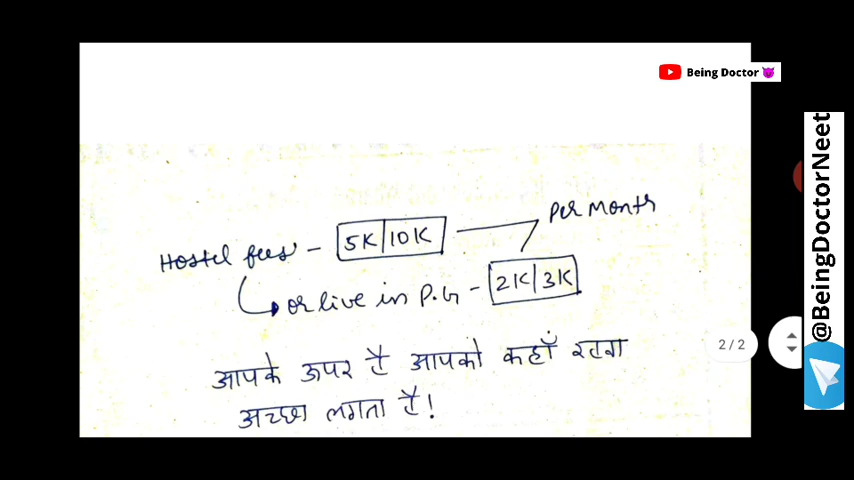 Being Doctor 😈
@BeingDoctorNeet
Per Month
Hostel fees - 5K/10K
or live in P.G - 2K/3K
2/2
आपके ऊपर है आपको कहाँ रहना
अच्छा लगता है!